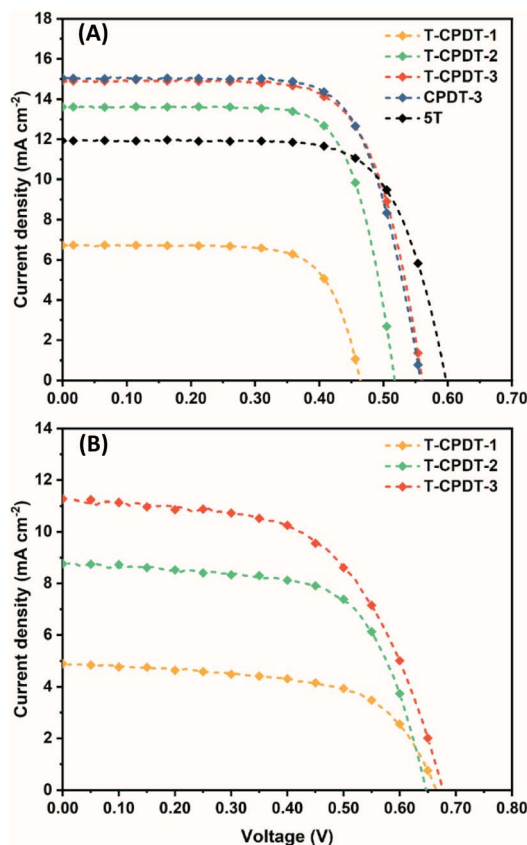 (A)
T-CPDT-1
T-CPDT-2
T-CPDT-3
CPDT-3
5T
Current density (mA cm-2)
18
16
14
12
10
8
6
4
2
0
0.00 0.10 0.20 0.30 0.40 0.50 0.60 0.70
(B)
T-CPDT-1
T-CPDT-2
T-CPDT-3
Current density (mA cm-2)
14
12
10
8
6
4
2
0
0.00 0.10 0.20 0.30 0.40 0.50 0.60 0.70 0.80
Voltage (V)